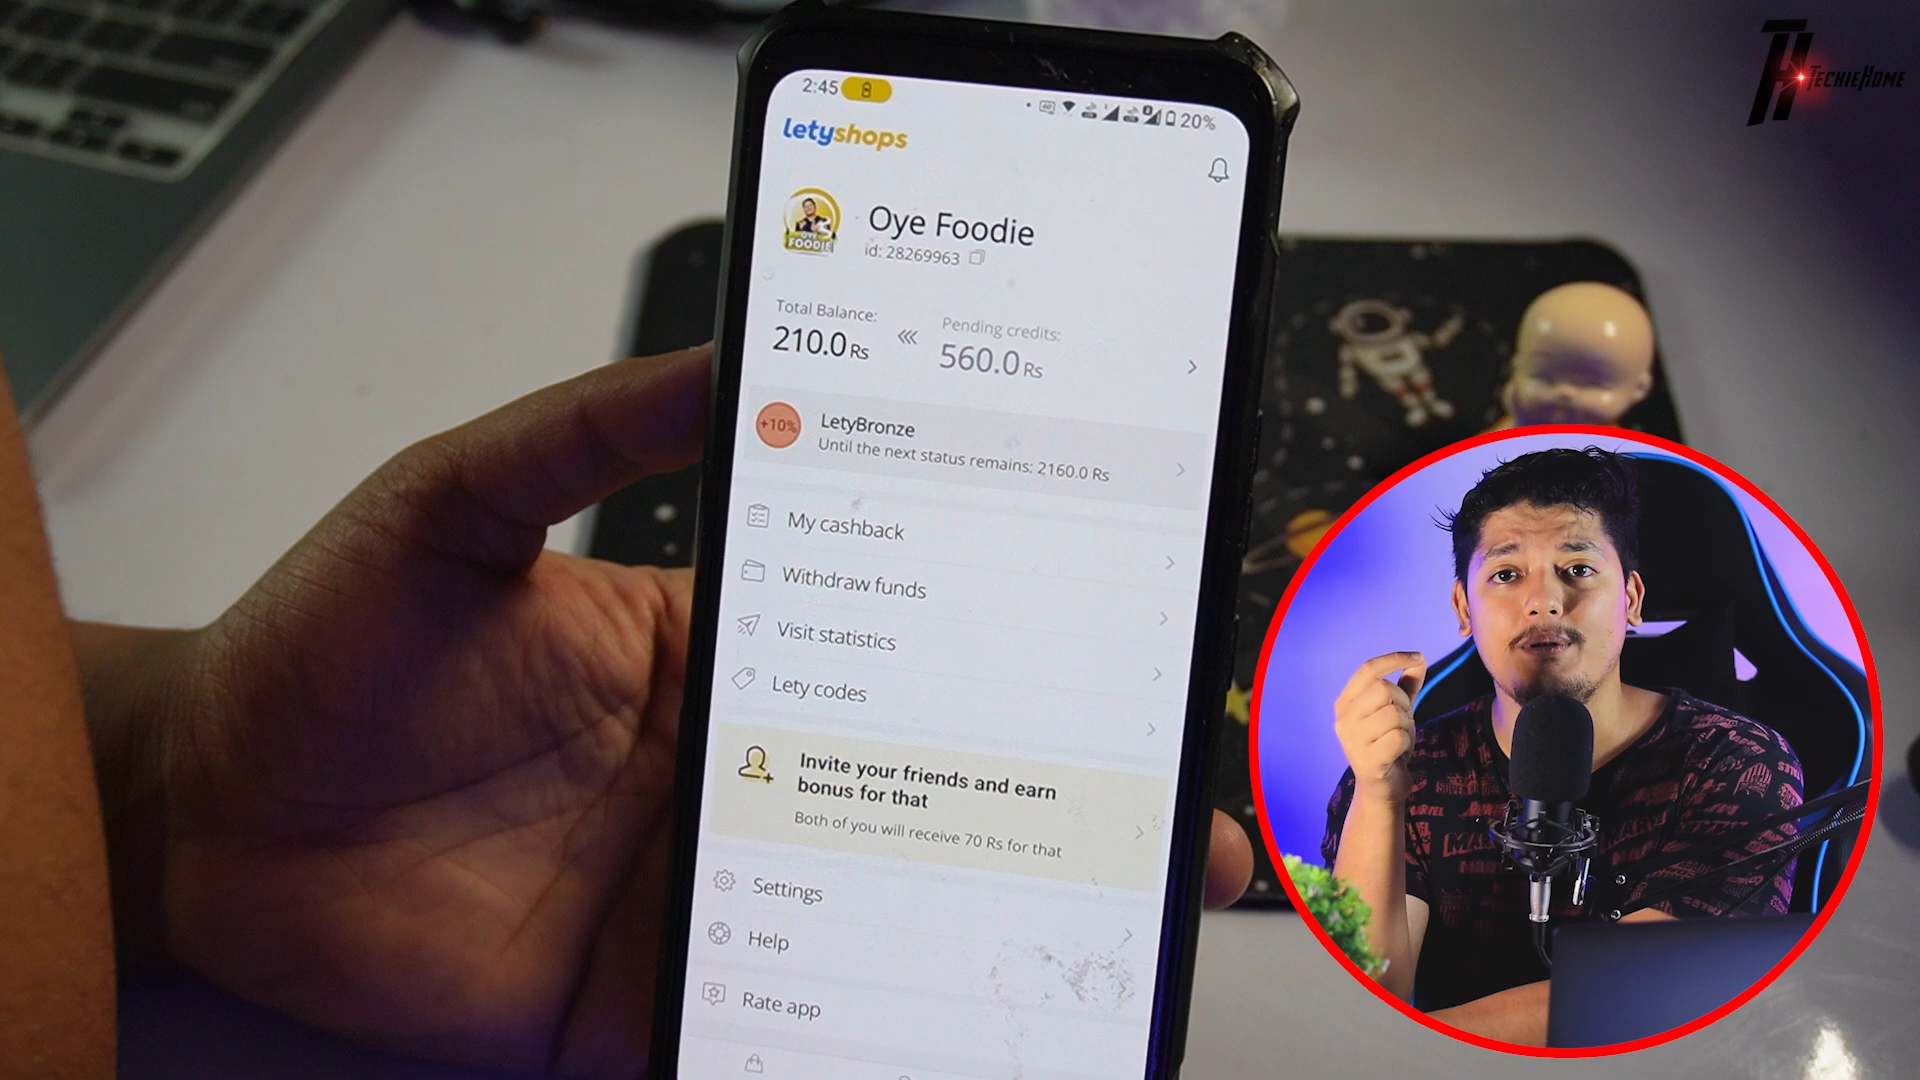 TECHIEHOME
2:45
20%
letyshops
Oye Foodie
OYE
FOODIE
id: 28269963
Total Balance:
Pending credits:
210.0 Rs
560.0 Rs
+10%
LetyBronze
Until the next status remains: 2160.0 Rs
My cashback
Withdraw funds
Visit statistics
Lety codes
Invite your friends and earn
bonus for that
Both of you will receive 70 Rs for that
Settings
Help
Rate app
MARVEL